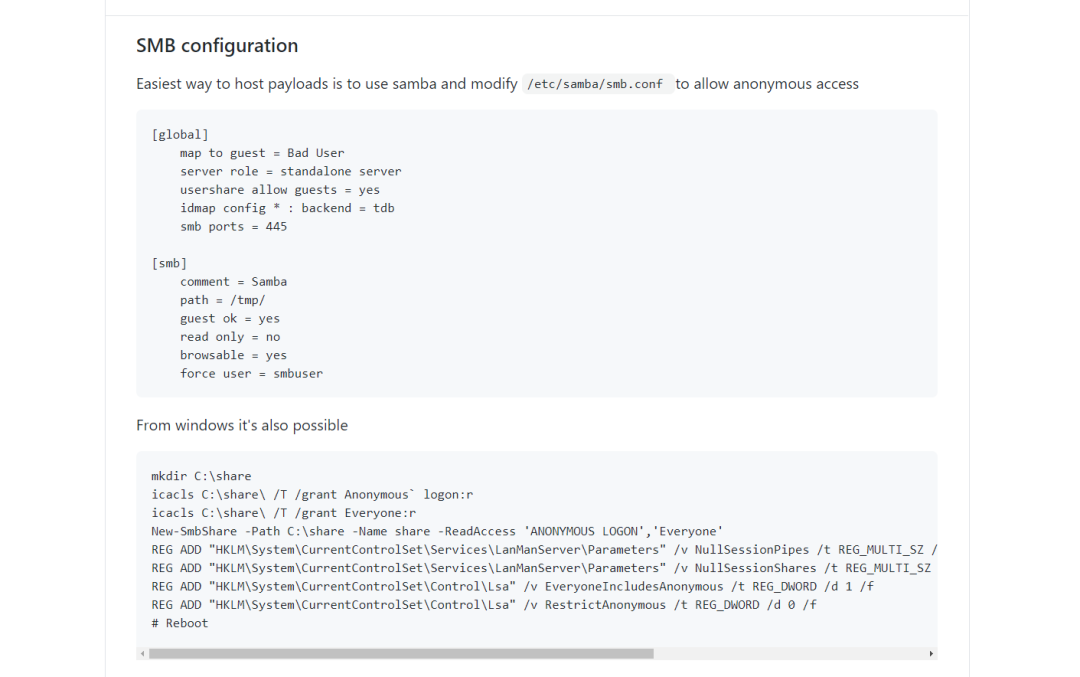 SMB configuration
Easiest way to host payloads is to use samba and modify /etc/samba/smb.conf to allow anonymous access
[global]
map to guest = Bad User
server role = standalone server
usershare allow guests = yes
idmap config * : backend = tdb
smb ports = 445
[smb]
comment = Samba
path = /tmp/
guest ok = yes
read only = no
browsable = yes
force user = smbuser
From windows it's also possible
mkdir C:\share
icacls C:\share\ /T /grant Anonymous` logon:r
icacls C:\share\ /T /grant Everyone:r
New-SmbShare -Path C:\share -Name share -ReadAccess 'ANONYMOUS LOGON','Everyone'
REG ADD "HKLM\System\CurrentControlSet\Services\LanManServer\Parameters" /v NullSessionPipes /t REG_MULTI_SZ /
REG ADD "HKLM\System\CurrentControlSet\Services\LanManServer\Parameters" /v NullSessionShares /t REG_MULTI_SZ
REG ADD "HKLM\System\CurrentControlSet\Control\Lsa" /v EveryoneIncludesAnonymous /t REG_DWORD /d 1 /f
REG ADD "HKLM\System\CurrentControlSet\Control\Lsa" /v RestrictAnonymous /t REG_DWORD /d 0 /f
# Reboot